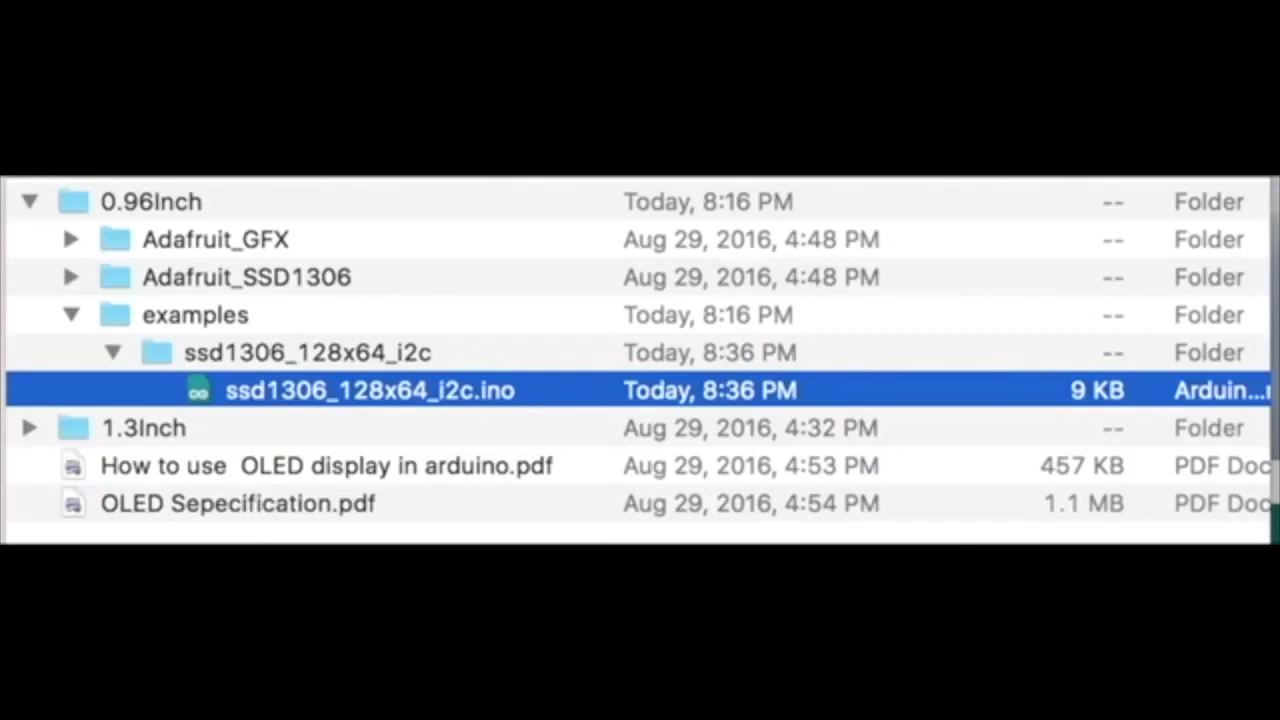 0.96Inch Today, 8:16 PM -- Folder
Adafruit_GFX Aug 29, 2016, 4:48 PM -- Folder
Adafruit_SSD1306 Aug 29, 2016, 4:48 PM -- Folder
examples Today, 8:16 PM -- Folder
ssd1306_128x64_i2c Today, 8:36 PM -- Folder
ssd1306_128x64_i2c.ino Today, 8:36 PM 9 KB Arduin...r
1.3Inch Aug 29, 2016, 4:32 PM -- Folder
How to use  OLED display in arduino.pdf Aug 29, 2016, 4:53 PM 457 KB PDF Doc
OLED Sepecification.pdf Aug 29, 2016, 4:54 PM 1.1 MB PDF Doc